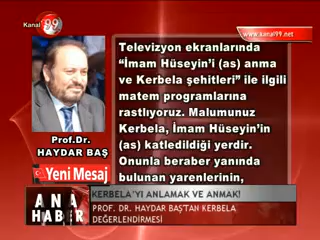 Kanal 99
www.kanal99.net
Televizyon ekranlarında
“İmam Hüseyin’i (as) anma
ve Kerbela şehitleri” ile ilgili
matem programlarına
rastlıyoruz. Malumunuz
Kerbela, İmam Hüseyin’in
(as) katledildiği yerdir.
Onunla beraber yanında
bulunan yarenlerinin,
Prof.Dr.
HAYDAR BAŞ
Yeni Mesaj
ANA
HABER
KERBELA'YI ANLAMAK VE ANMAK!
PROF. DR. HAYDAR BAŞ'TAN KERBELA
DEĞERLENDİRMESİ